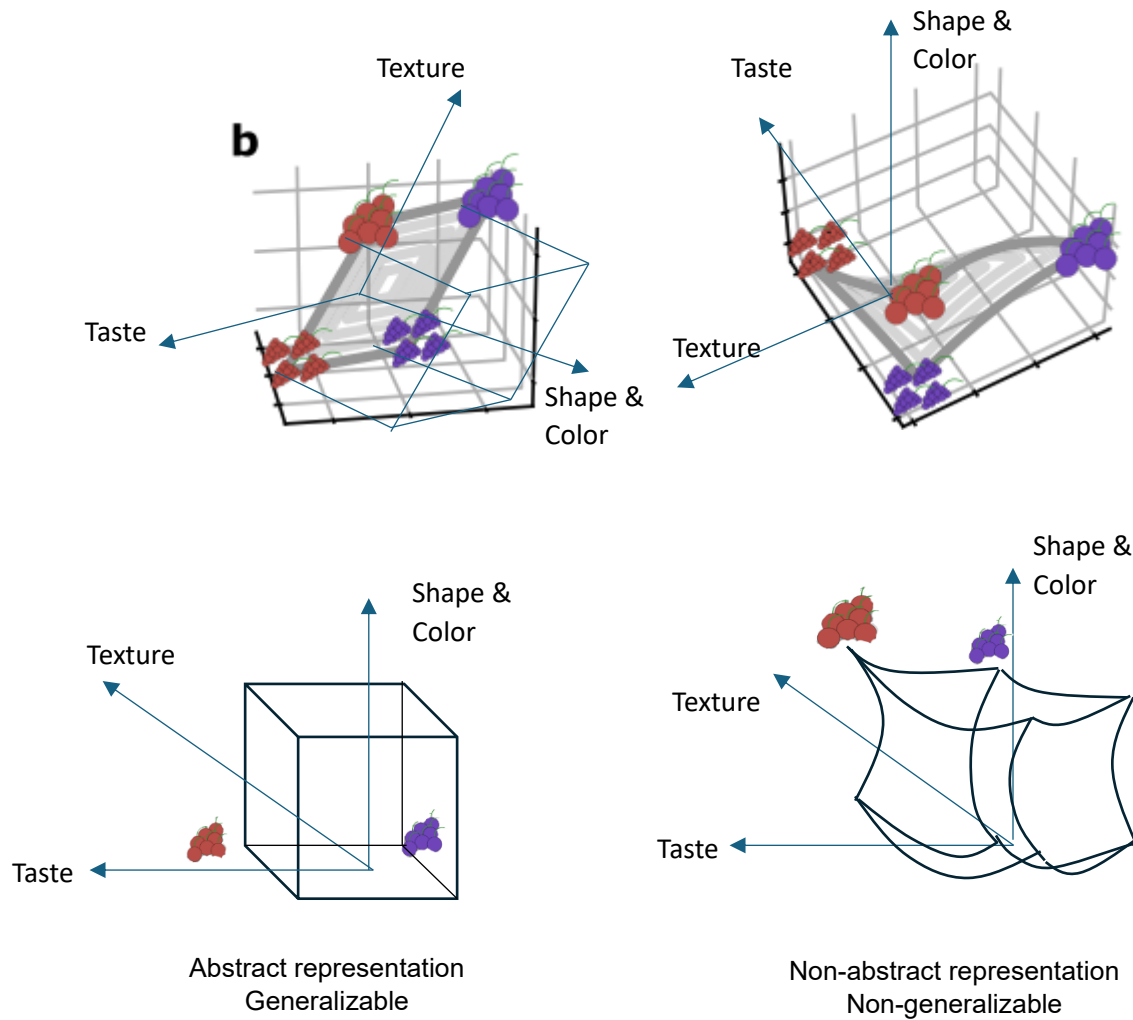 b
Texture
Taste
Shape &
Color
Shape &
Color
Taste
Texture
Shape &
Color
Texture
Taste
Abstract representation
Generalizable
Shape &
Color
Texture
Taste
Non-abstract representation
Non-generalizable